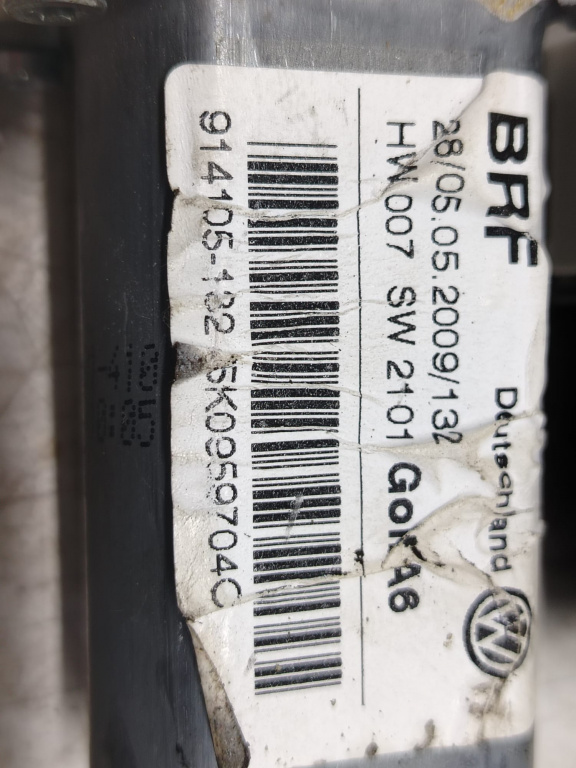 BRF Deutschland
28/05.05.2009/132
HW 007 SW 2101 Golf A6
914105-132 5K0959704C